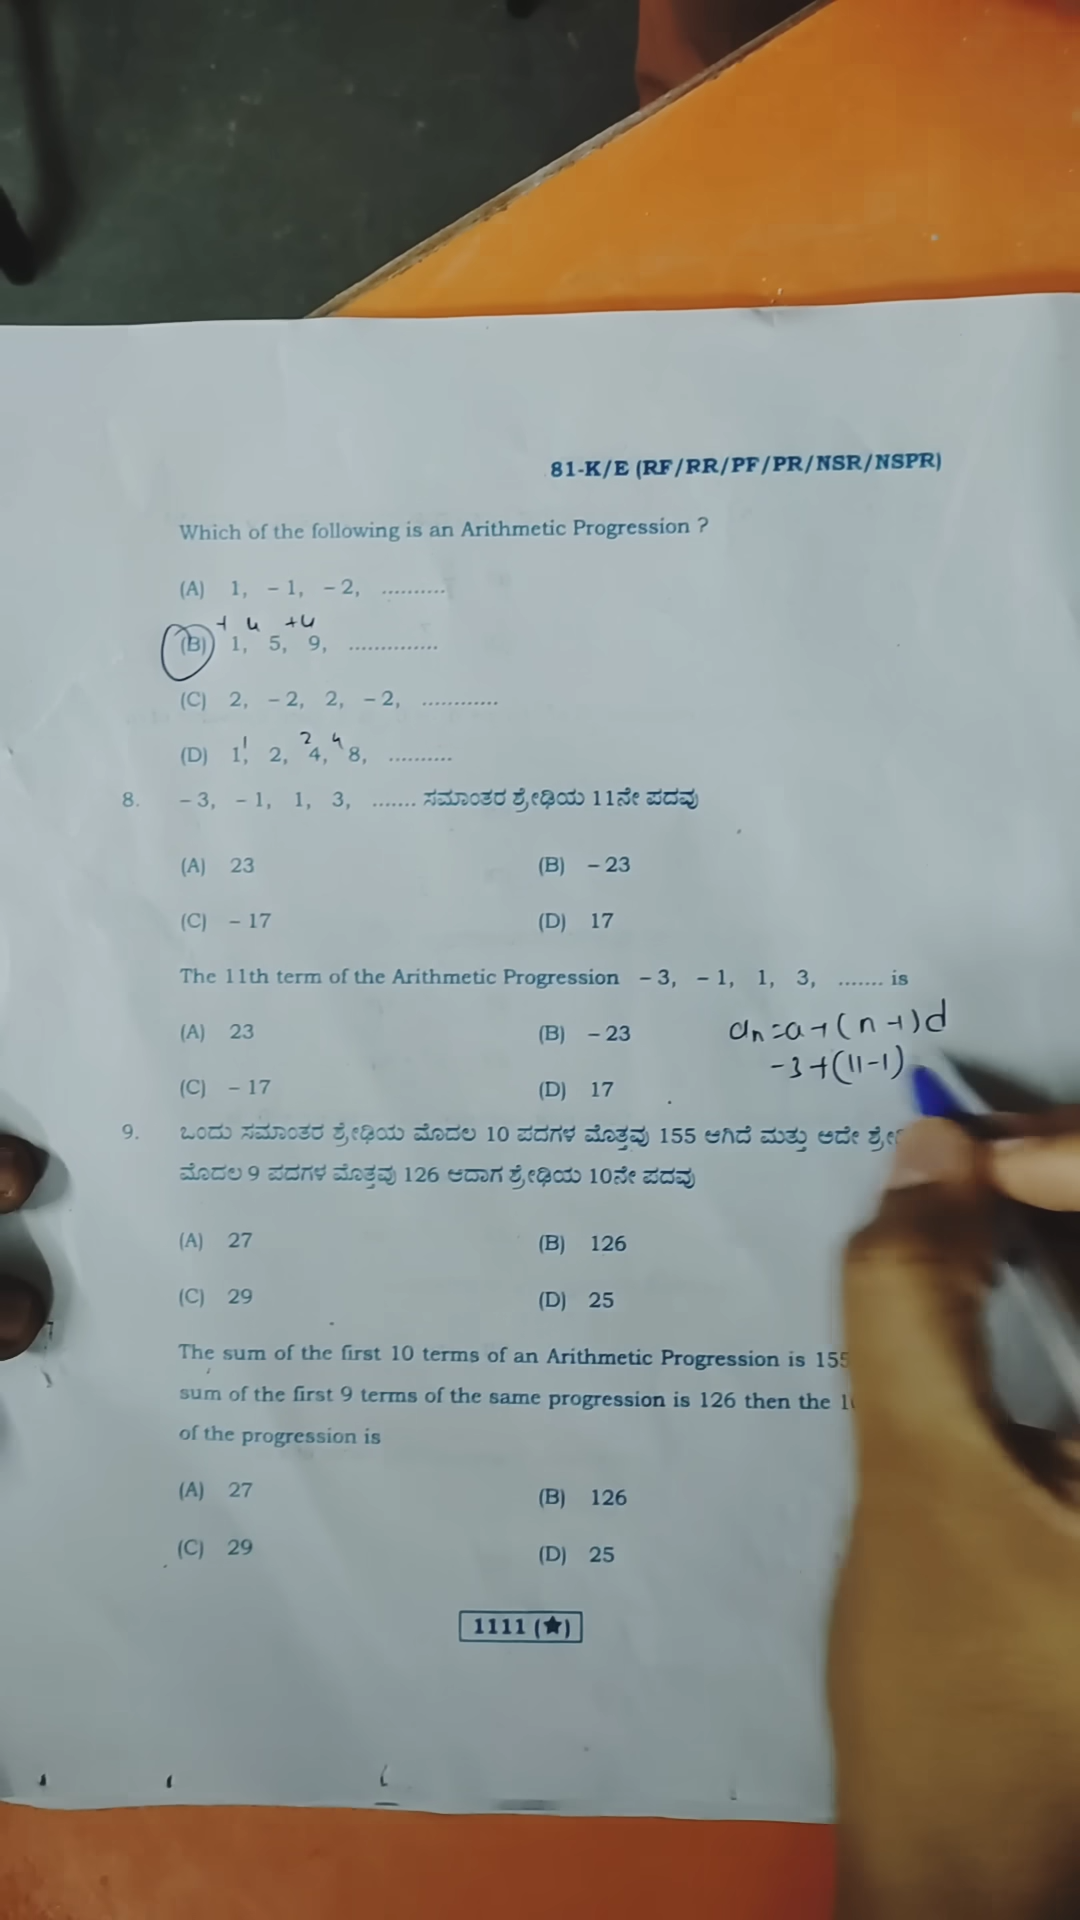 81-K/E (RF/RR/PF/PR/NSR/NSPR)
Which of the following is an Arithmetic Progression ?
(A) 1, – 1, – 2, ..........
+ 4 +4
(B) 1, 5, 9, ..............
(C) 2, – 2, 2, – 2, ............
1 2 4
(D) 1, 2, 4, 8, ..........
8. – 3, – 1, 1, 3, ....... ಸಮಾಂತರ ಶ್ರೇಢಿಯ 11ನೇ ಪದವು
(A) 23 (B) – 23
(C) – 17 (D) 17
The 11th term of the Arithmetic Progression – 3, – 1, 1, 3, ....... is
(A) 23 (B) – 23
an=a+(n-1)d
-3+(11-1)
(C) – 17 (D) 17
9. ಒಂದು ಸಮಾಂತರ ಶ್ರೇಢಿಯ ಮೊದಲ 10 ಪದಗಳ ಮೊತ್ತವು 155 ಆಗಿದೆ ಮತ್ತು ಅದೇ
ಮೊದಲ 9 ಪದಗಳ ಮೊತ್ತವು 126 ಆದಾಗ ಶ್ರೇಢಿಯ 10ನೇ ಪದವು
(A) 27 (B) 126
(C) 29 (D) 25
The sum of the first 10 terms of an Arithmetic Progression is 155
sum of the first 9 terms of the same progression is 126 then the
of the progression is
(A) 27 (B) 126
(C) 29 (D) 25
1111 (★)